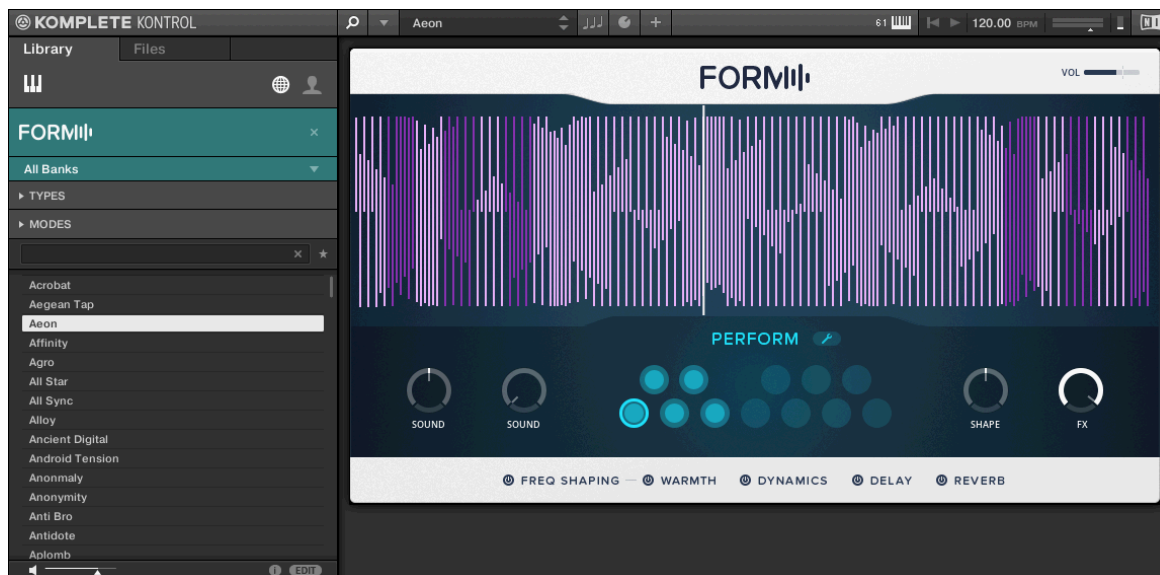 KOMPLETE KONTROL
Aeon
61
120.00 BPM
Library
Files
FORM
All Banks
TYPES
MODES
Acrobat
Aegean Tap
Aeon
Affinity
Agro
All Star
All Sync
Alloy
Ancient Digital
Android Tension
Anonmaly
Anonymity
Anti Bro
Antidote
Aplomb
EDIT
FORM
VOL
PERFORM
SOUND
SOUND
SHAPE
FX
FREQ SHAPING
WARMTH
DYNAMICS
DELAY
REVERB